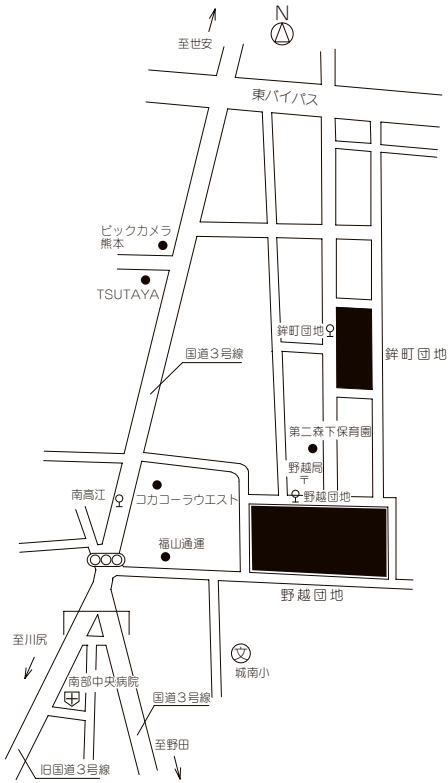 N
至世安
東バイパス
ビックカメラ
熊本
TSUTAYA
鉾町団地
国道３号線
鉾町団地
第二森下保育園
野越局
〒
南高江
コカコーラウエスト
野越団地
福山通運
野越団地
至川尻
文
城南小
南部中央病院
国道３号線
至野田
旧国道３号線